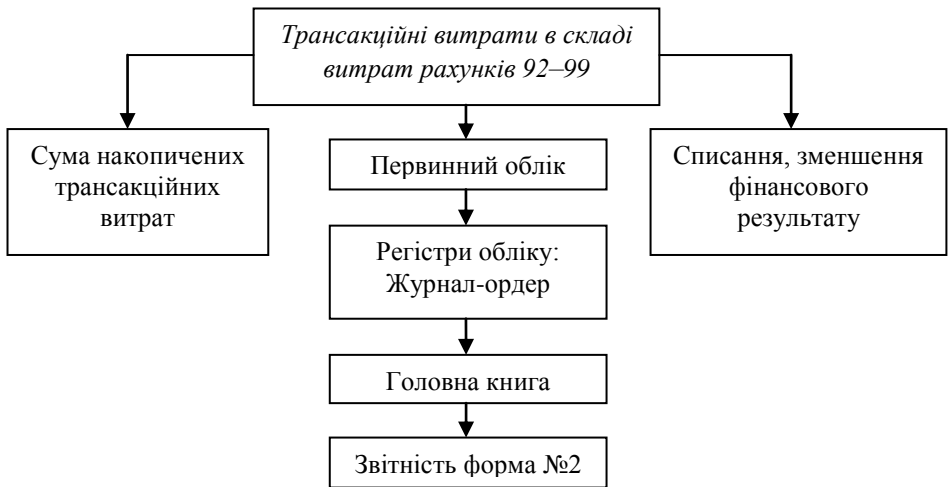 Трансакційні витрати в складі
витрат рахунків 92–99
Сума накопичених
трансакційних
витрат
Первинний облік
Списання, зменшення
фінансового
результату
Регістри обліку:
Журнал-ордер
Головна книга
Звітність форма №2